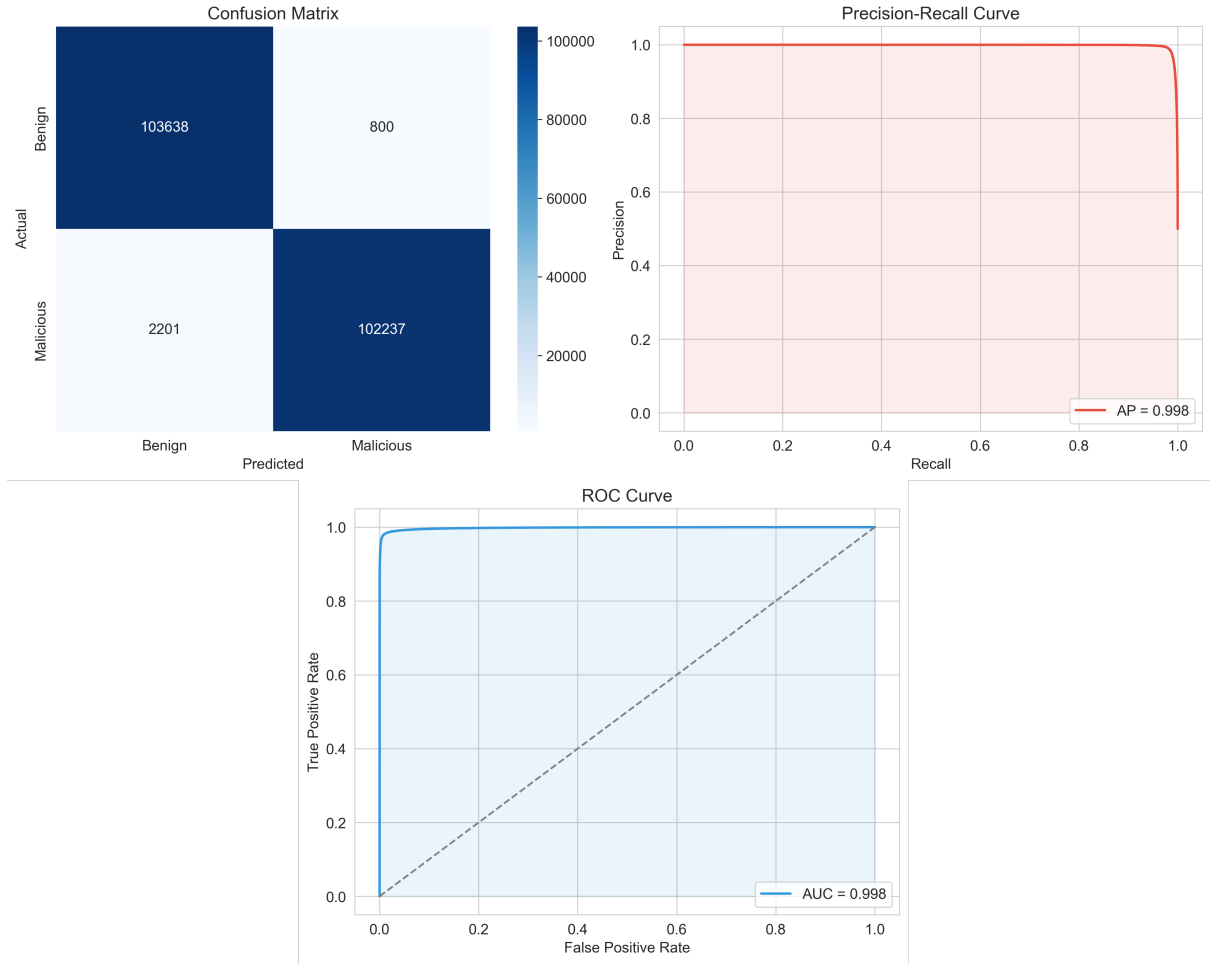 Confusion Matrix
Benign
Malicious
Actual
103638
800
2201
102237
Benign
Malicious
Predicted
100000
80000
60000
40000
20000
Precision-Recall Curve
Precision
1.0
0.8
0.6
0.4
0.2
0.0
0.0
0.2
0.4
0.6
0.8
1.0
Recall
AP = 0.998
ROC Curve
True Positive Rate
1.0
0.8
0.6
0.4
0.2
0.0
0.0
0.2
0.4
0.6
0.8
1.0
False Positive Rate
AUC = 0.998